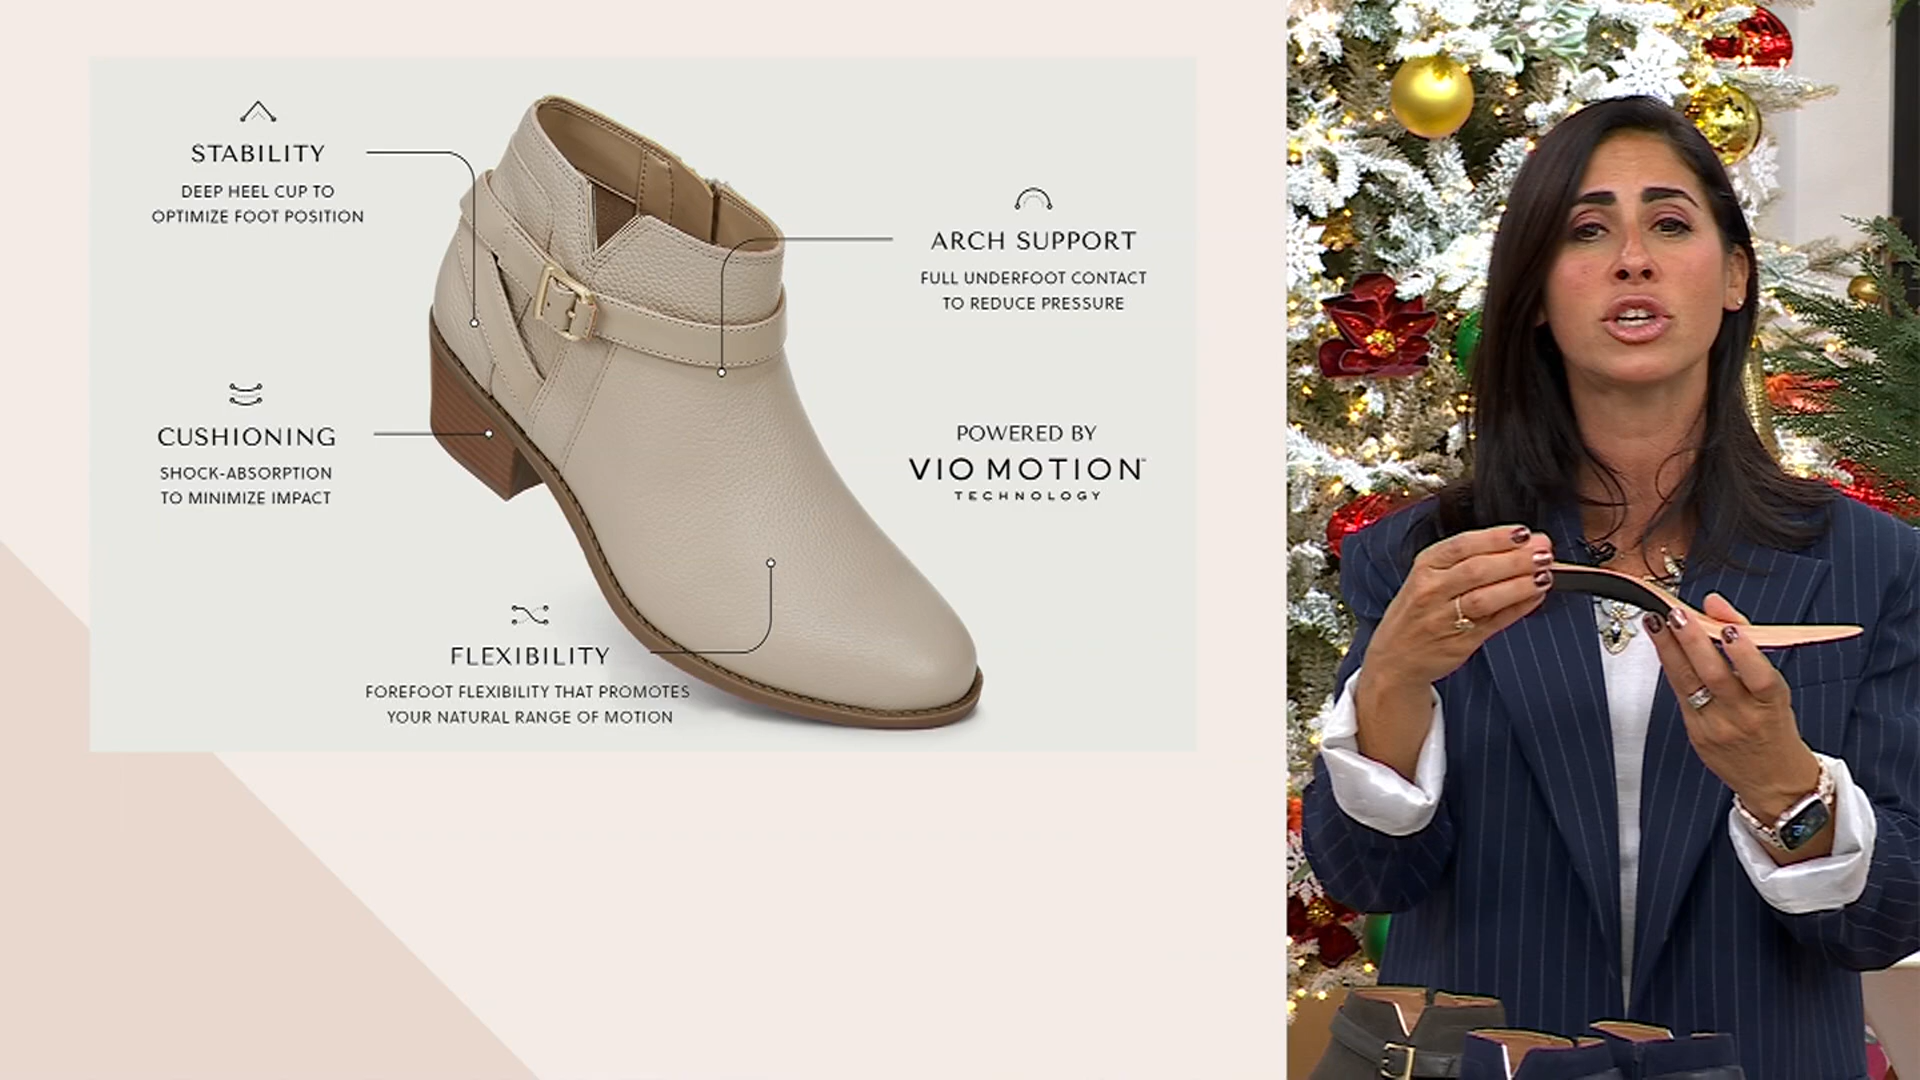 STABILITY
DEEP HEEL CUP TO
OPTIMIZE FOOT POSITION
ARCH SUPPORT
FULL UNDERFOOT CONTACT
TO REDUCE PRESSURE
CUSHIONING
SHOCK-ABSORPTION
TO MINIMIZE IMPACT
POWERED BY
VIO MOTION™
TECHNOLOGY
FLEXIBILITY
FOREFOOT FLEXIBILITY THAT PROMOTES
YOUR NATURAL RANGE OF MOTION